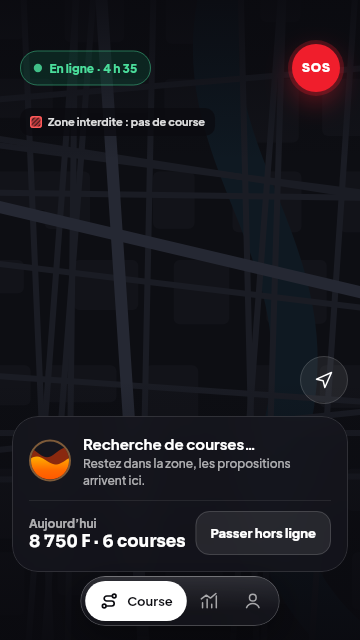 En ligne · 4 h 35
SOS
Zone interdite : pas de course
Recherche de courses…
Restez dans la zone, les propositions
arrivent ici.
Aujourd’hui
8 750 F · 6 courses
Passer hors ligne
Course